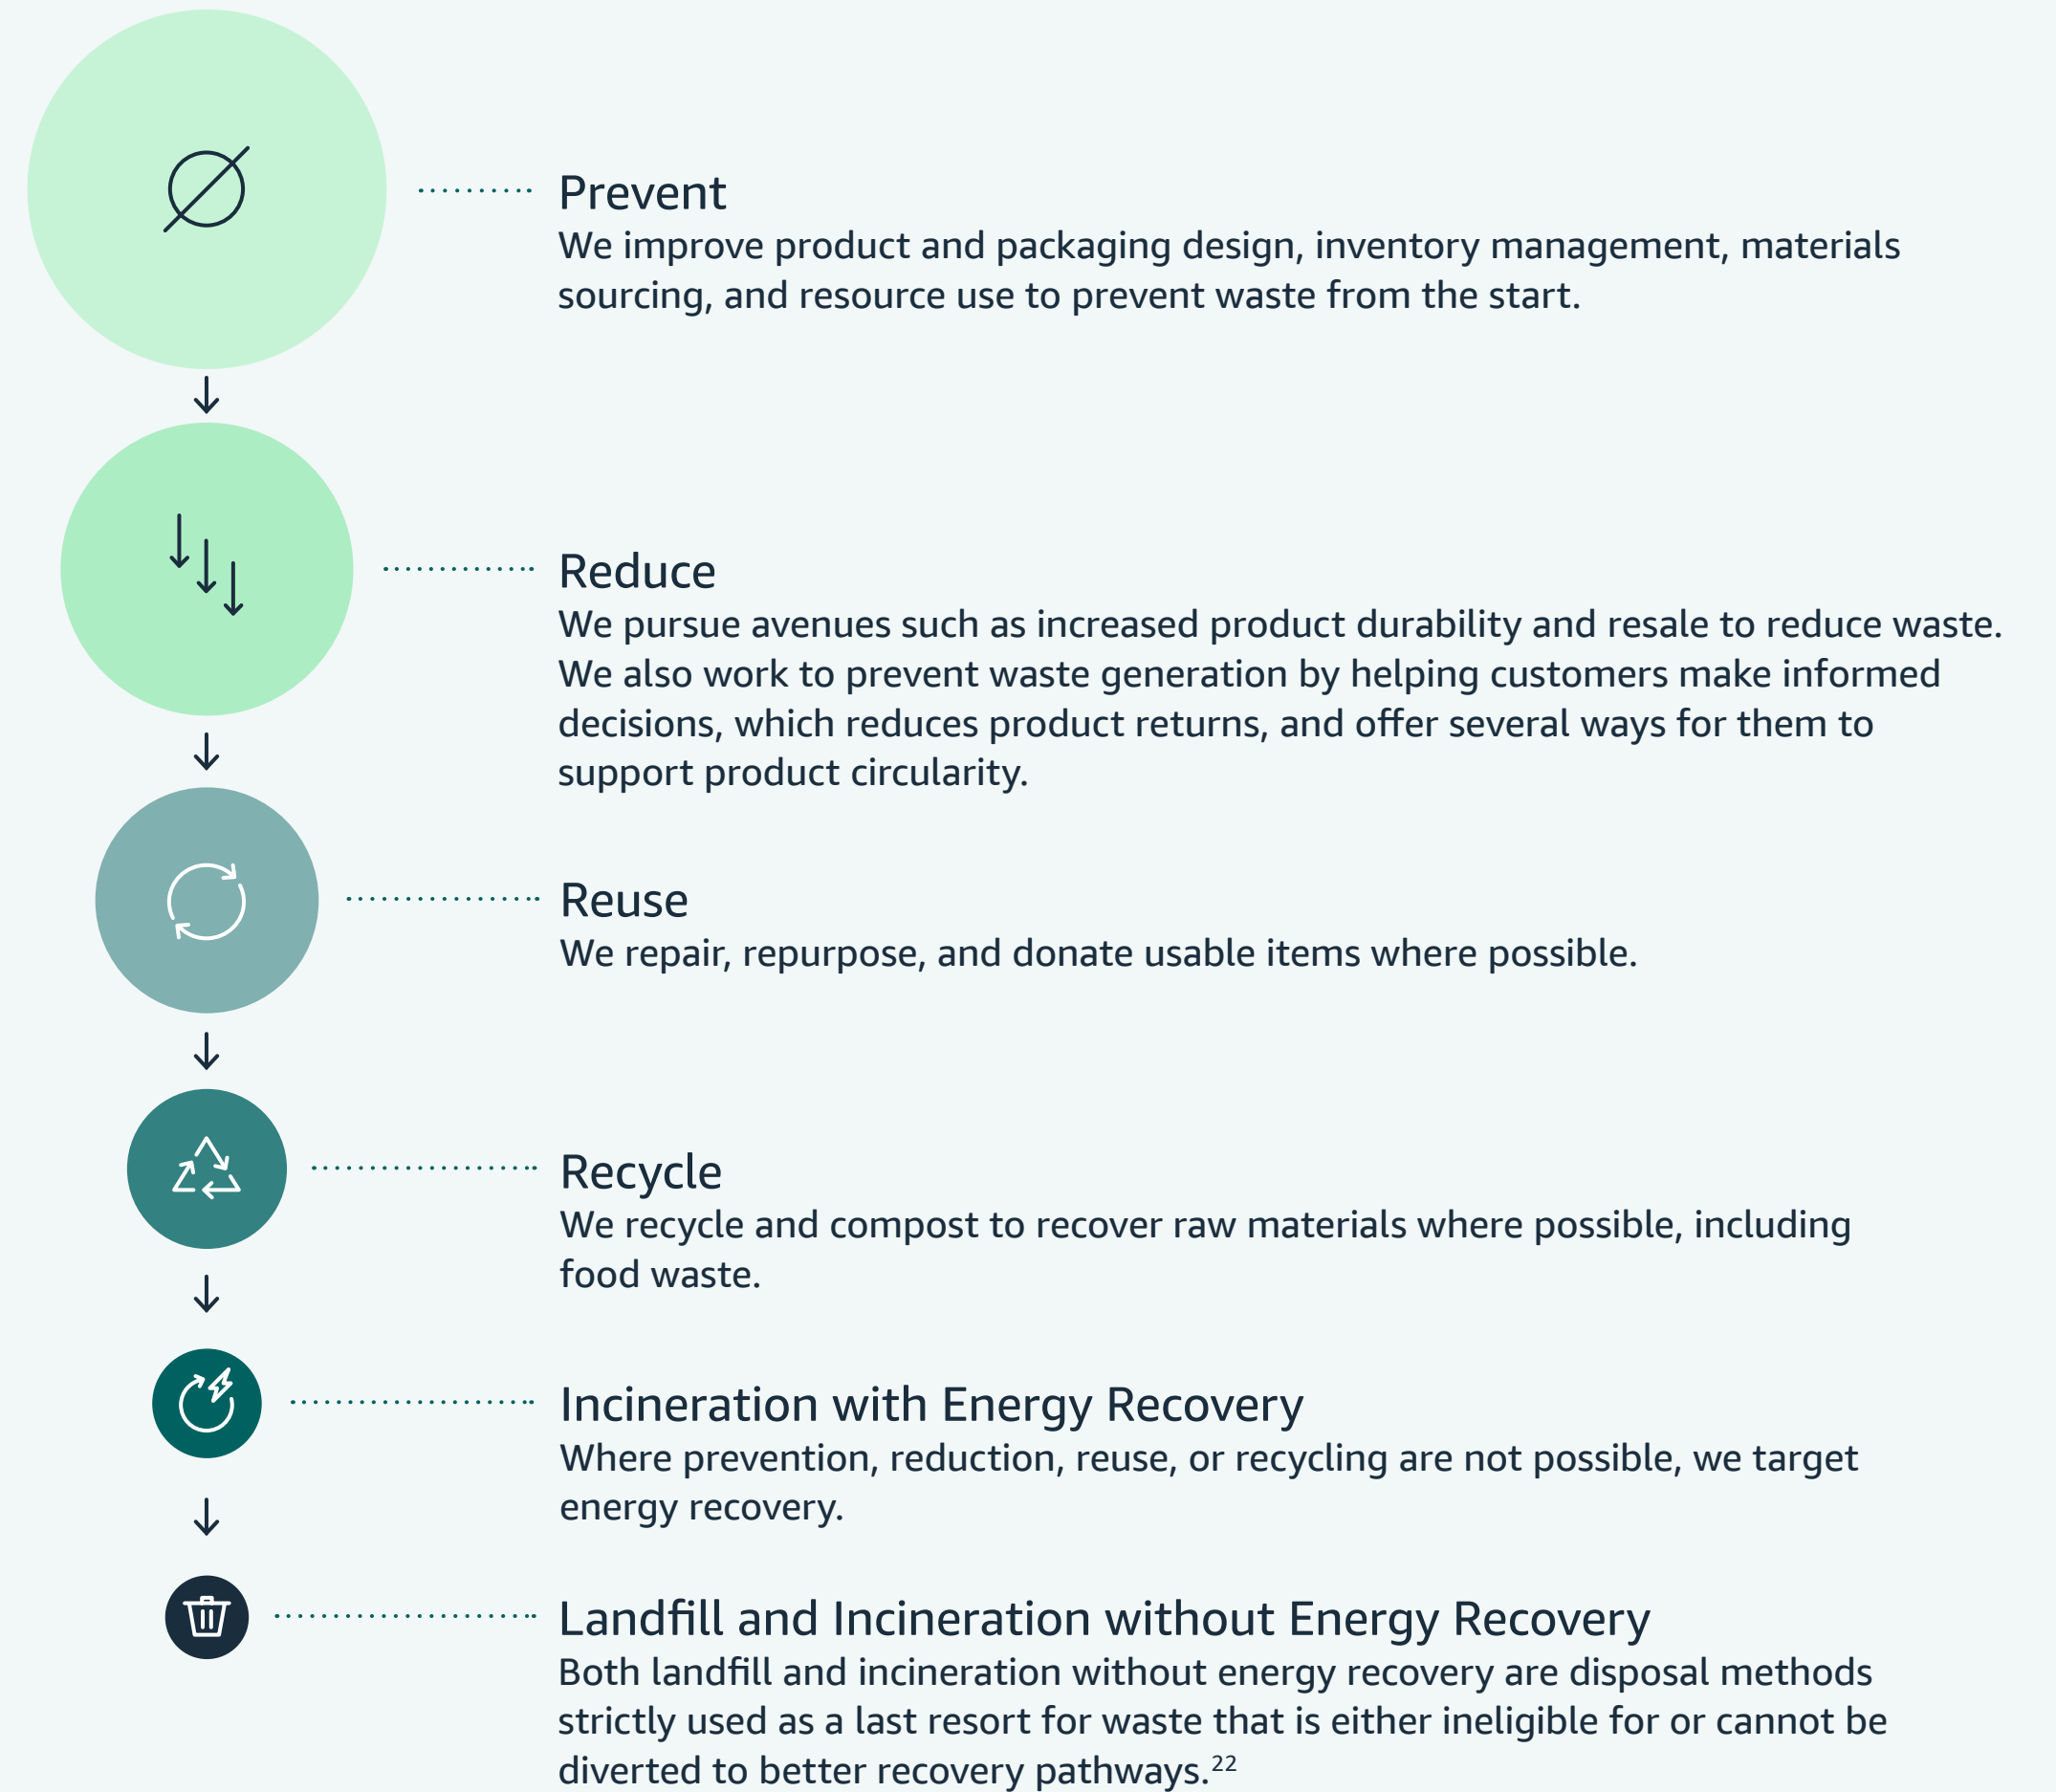 Prevent
We improve product and packaging design, inventory management, materials
sourcing, and resource use to prevent waste from the start.
Reduce
We pursue avenues such as increased product durability and resale to reduce waste.
We also work to prevent waste generation by helping customers make informed
decisions, which reduces product returns, and offer several ways for them to
support product circularity.
Reuse
We repair, repurpose, and donate usable items where possible.
Recycle
We recycle and compost to recover raw materials where possible, including
food waste.
Incineration with Energy Recovery
Where prevention, reduction, reuse, or recycling are not possible, we target
energy recovery.
Landfill and Incineration without Energy Recovery
Both landfill and incineration without energy recovery are disposal methods
strictly used as a last resort for waste that is either ineligible for or cannot be
diverted to better recovery pathways.²²